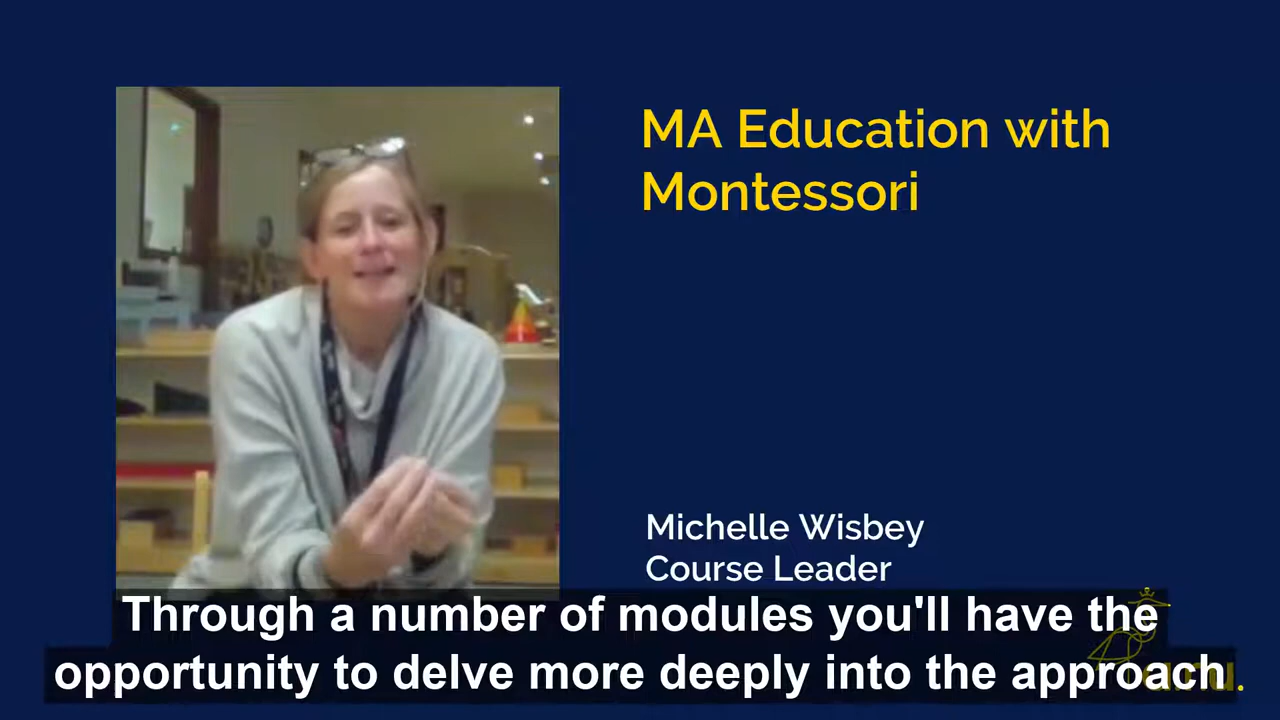 MA Education with
Montessori
Michelle Wisbey
Course Leader
Through a number of modules you'll have the
opportunity to delve more deeply into the approach